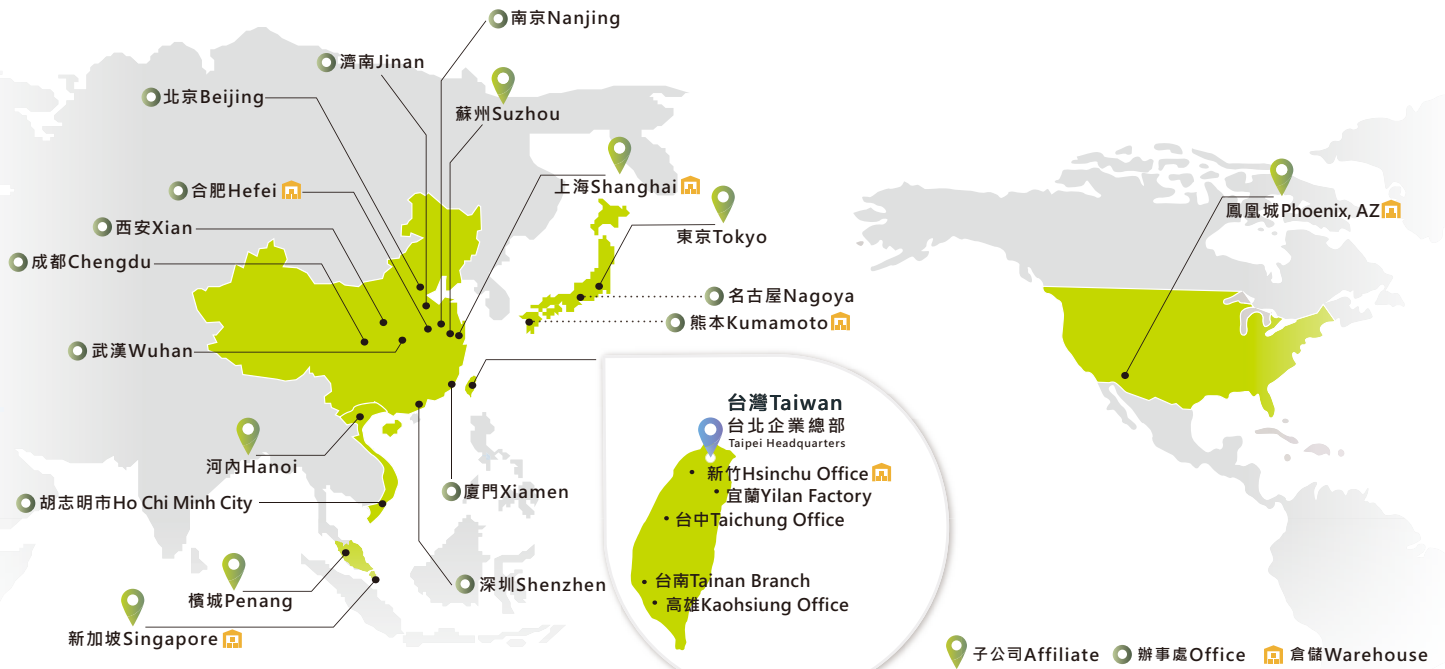 南京Nanjing
濟南Jinan
北京Beijing
蘇州Suzhou
合肥Hefei
上海Shanghai
西安Xian
東京Tokyo
成都Chengdu
名古屋Nagoya
熊本Kumamoto
武漢Wuhan
河內Hanoi
胡志明市Ho Chi Minh City
廈門Xiamen
深圳Shenzhen
檳城Penang
新加坡Singapore
鳳凰城Phoenix, AZ
台灣Taiwan
台北企業總部
Taipei Headquarters
新竹Hsinchu Office
宜蘭Yilan Factory
台中Taichung Office
台南Tainan Branch
高雄Kaohsiung Office
子公司Affiliate 辦事處Office 倉儲Warehouse